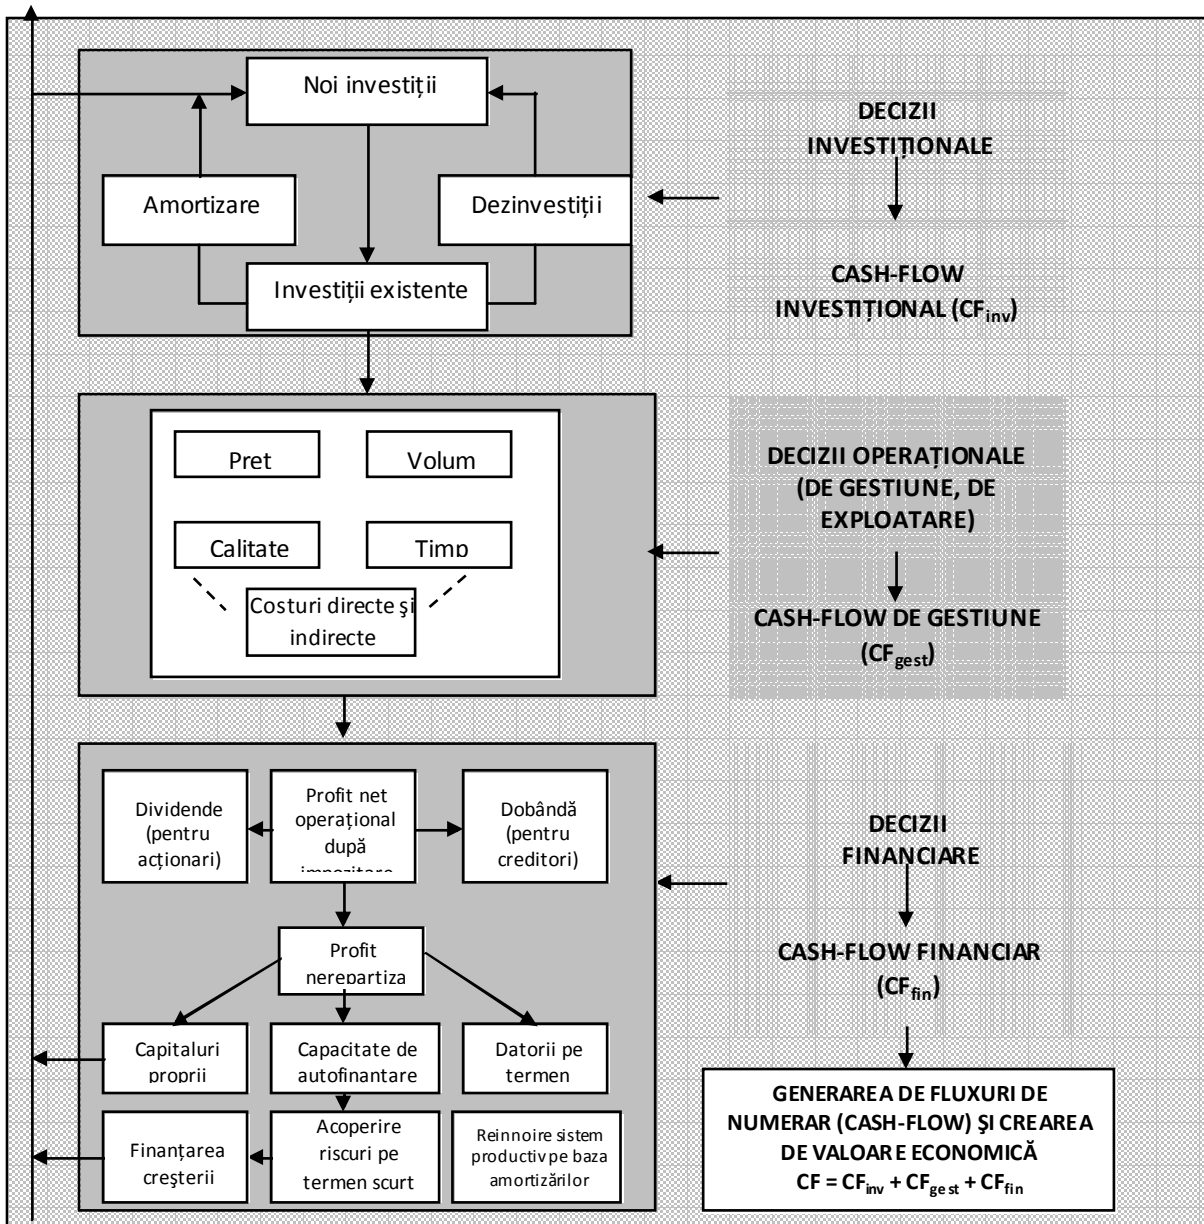 Noi investiții
Amortizare
Dezinvestiții
Investiții existente
DECIZII
INVESTIȚIONALE
CASH-FLOW
INVESTIȚIONAL (CFinv)
Pret
Volum
Calitate
Timp
Costuri directe şi
indirecte
DECIZII OPERAȚIONALE
(DE GESTIUNE, DE
EXPLOATARE)
CASH-FLOW DE GESTIUNE
(CFgest)
Dividende
(pentru
acționari)
Profit net
operațional
după
impozitare
Dobândă
(pentru
creditori)
Profit
nerepartiza
Capitaluri
proprii
Capacitate de
autofinantare
Datorii pe
termen
Finanțarea
creşterii
Acoperire
riscuri pe
termen scurt
Reinnoire sistem
productiv pe baza
amortizărilor
DECIZII
FINANCIARE
CASH-FLOW FINANCIAR
(CFfin)
GENERAREA DE FLUXURI DE
NUMERAR (CASH-FLOW) ŞI CREAREA
DE VALOARE ECONOMICĂ
CF = CFinv + CFgest + CFfin